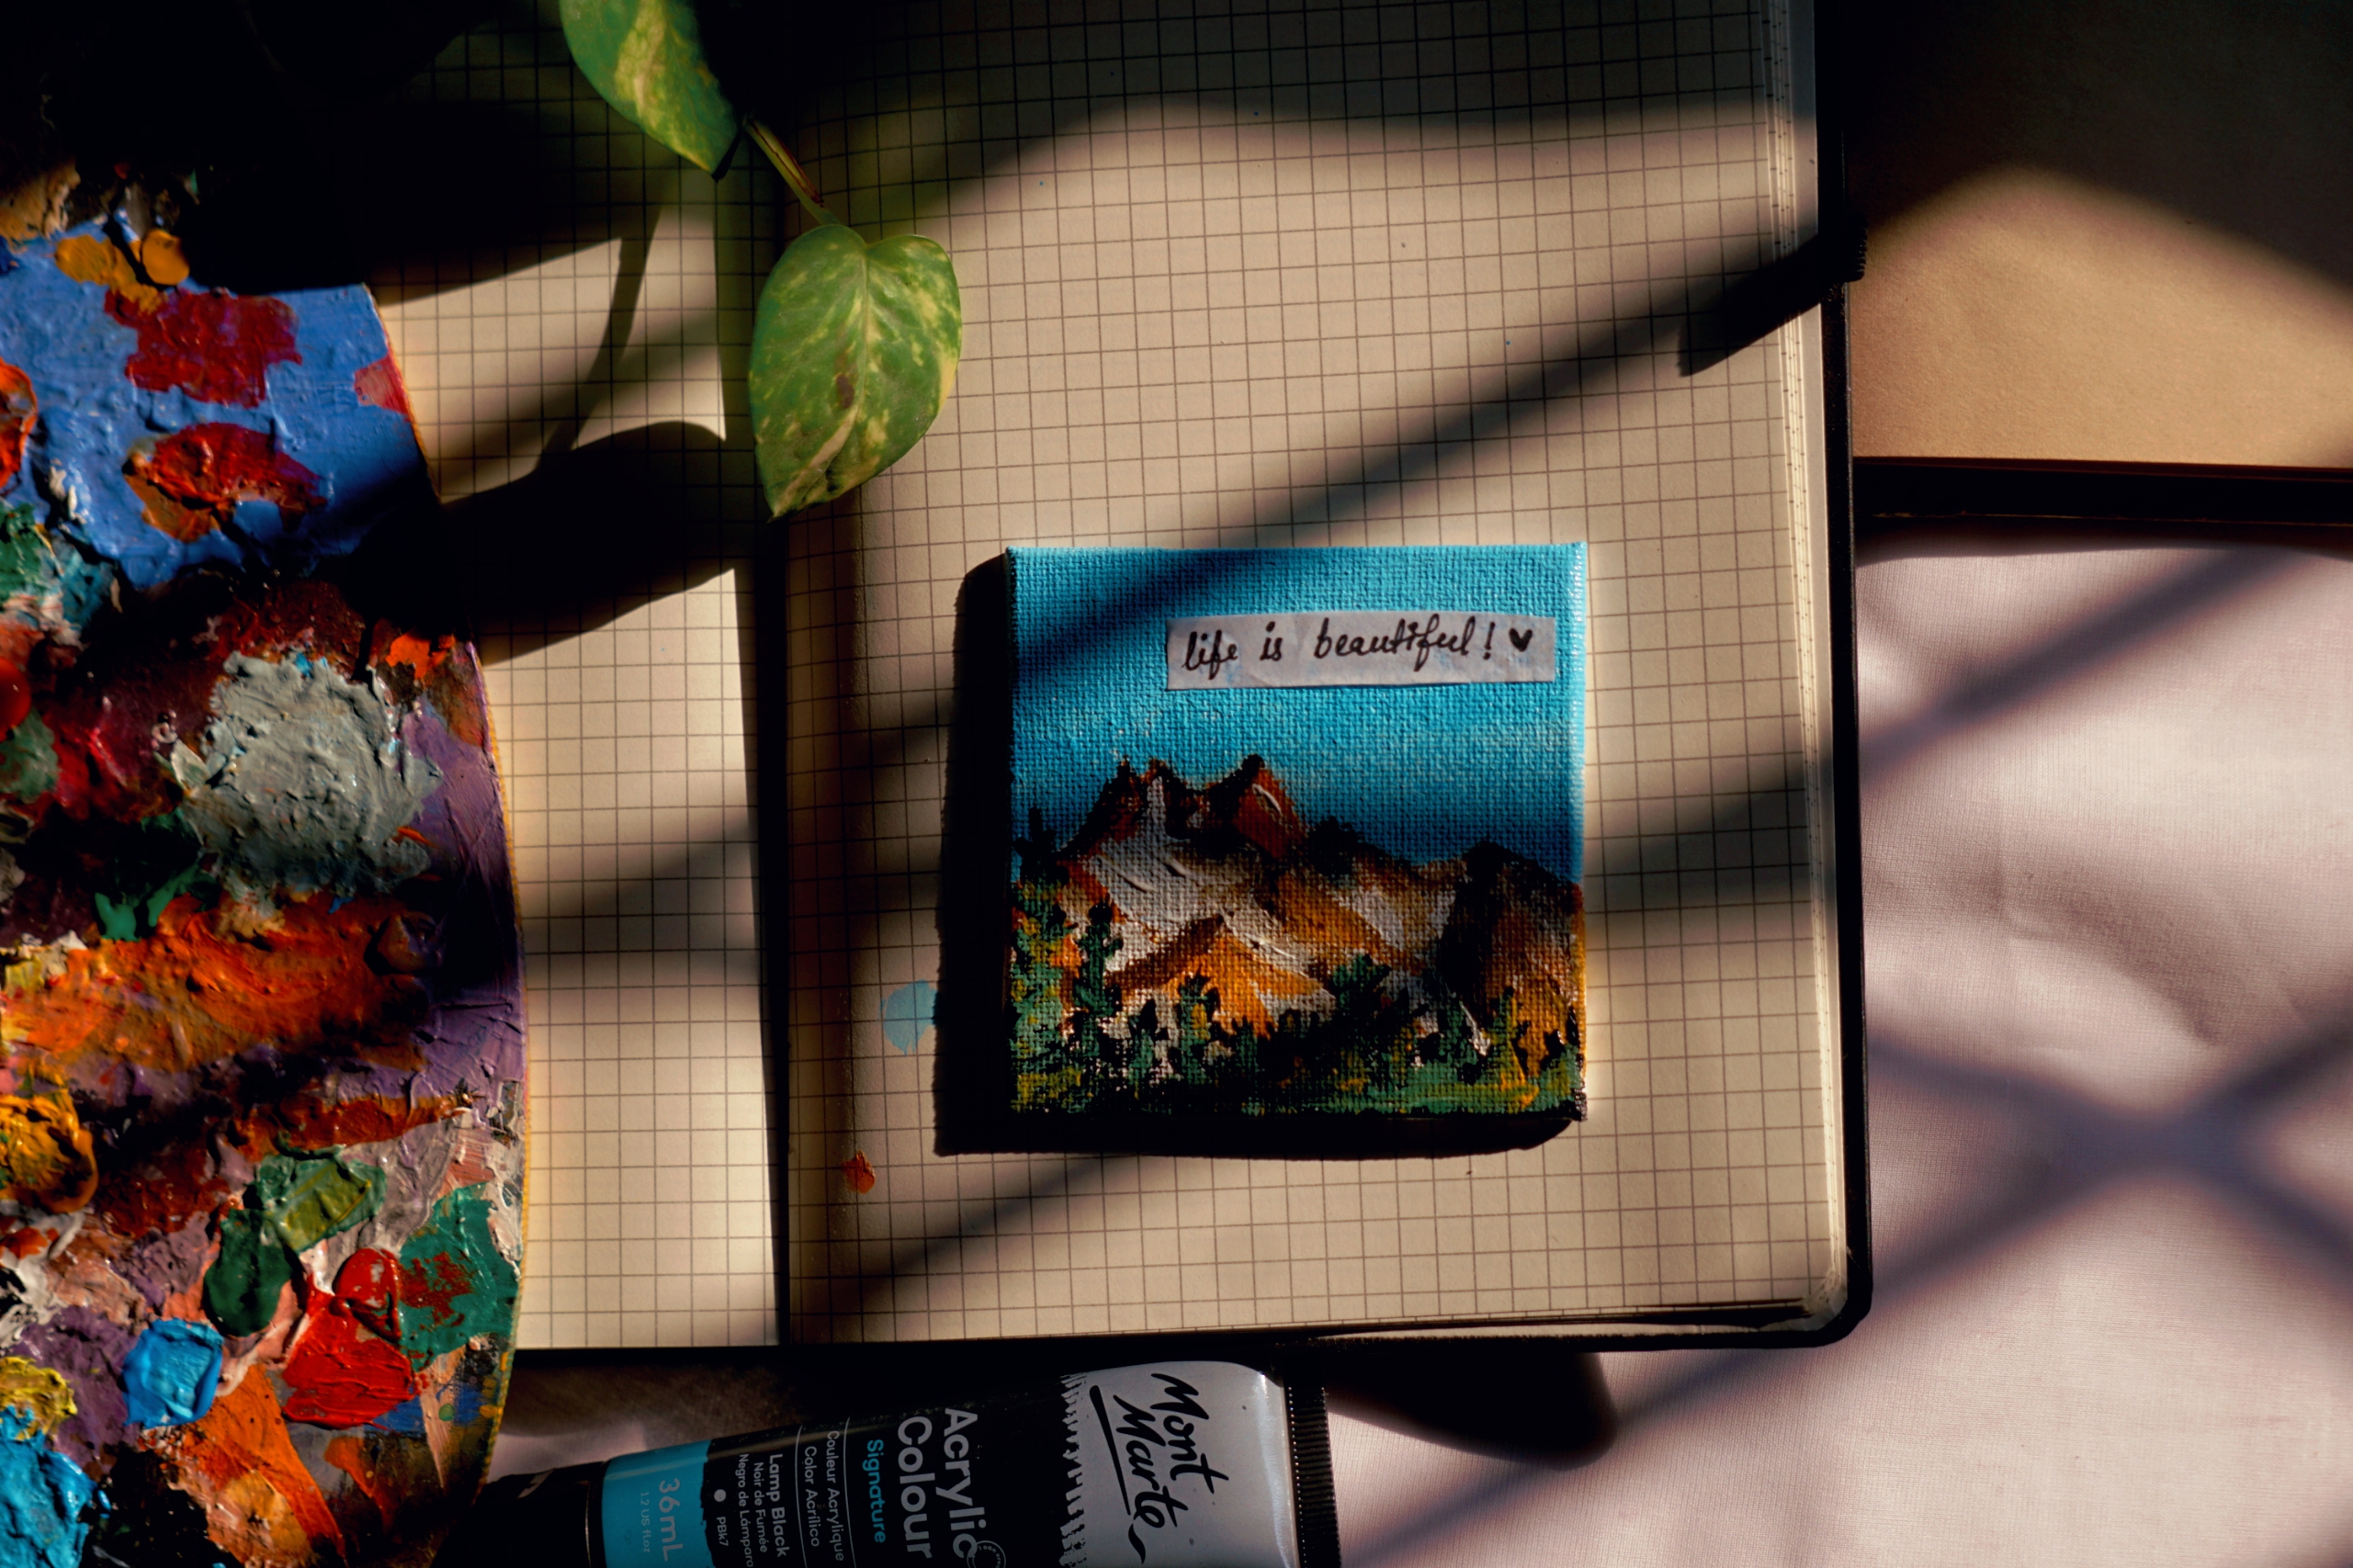 life is beautiful! ♥
Mont
Marte
Acrylic
Colour
Signature
Couleur Acrylique
Color Acrílico
Lamp Black
Noir de Fumée
Negro de Lámpara
PBk7
36mL
1.2 US fl.oz